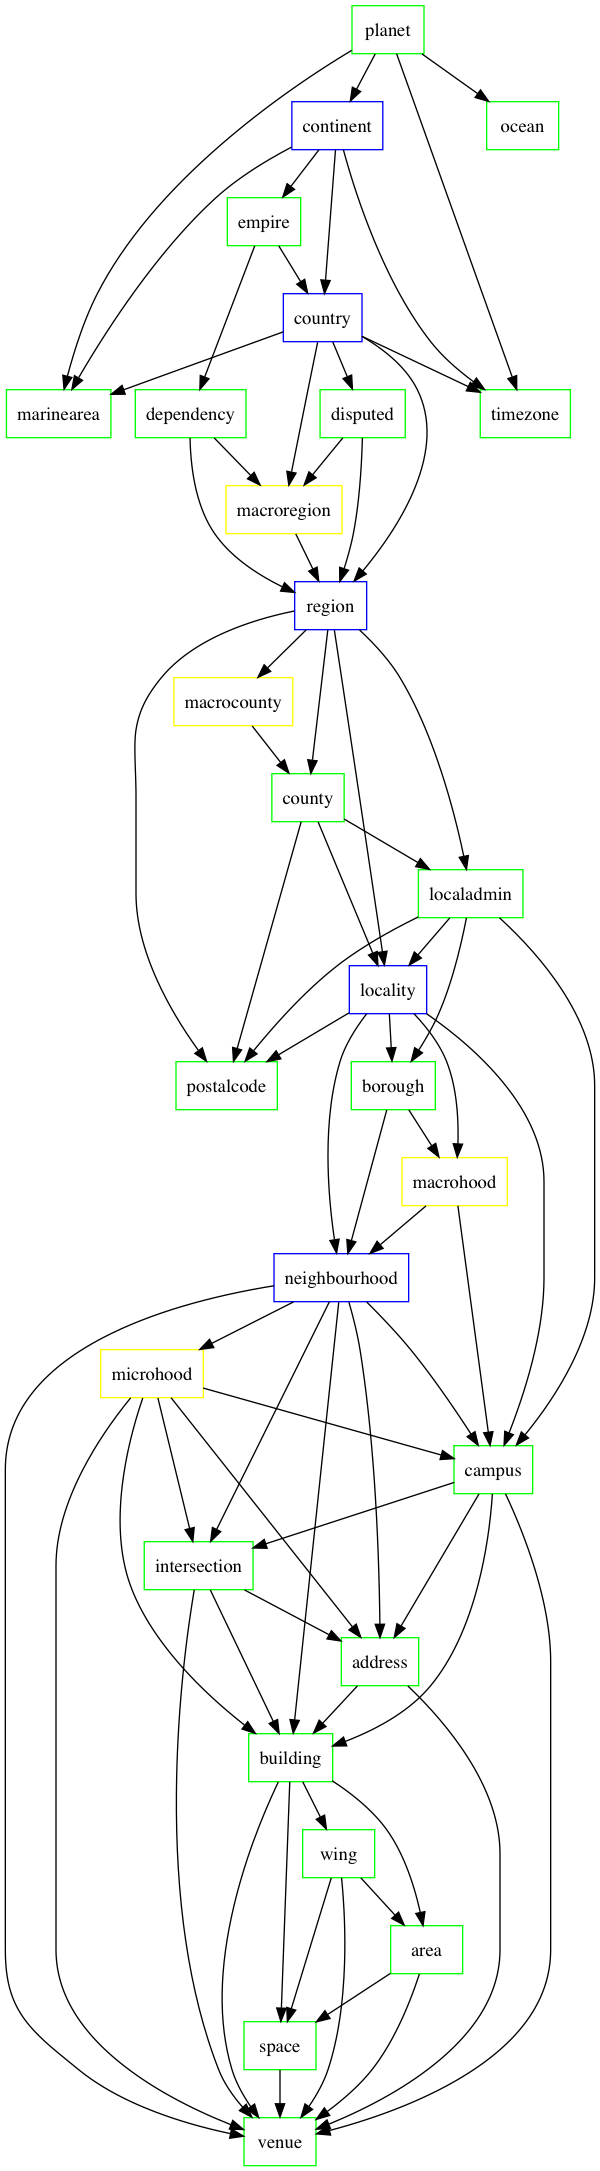 planet
continent
ocean
empire
country
marinearea
dependency
disputed
timezone
macroregion
region
macrocounty
county
localadmin
locality
postalcode
borough
macrohood
neighbourhood
microhood
campus
intersection
address
building
wing
area
space
venue